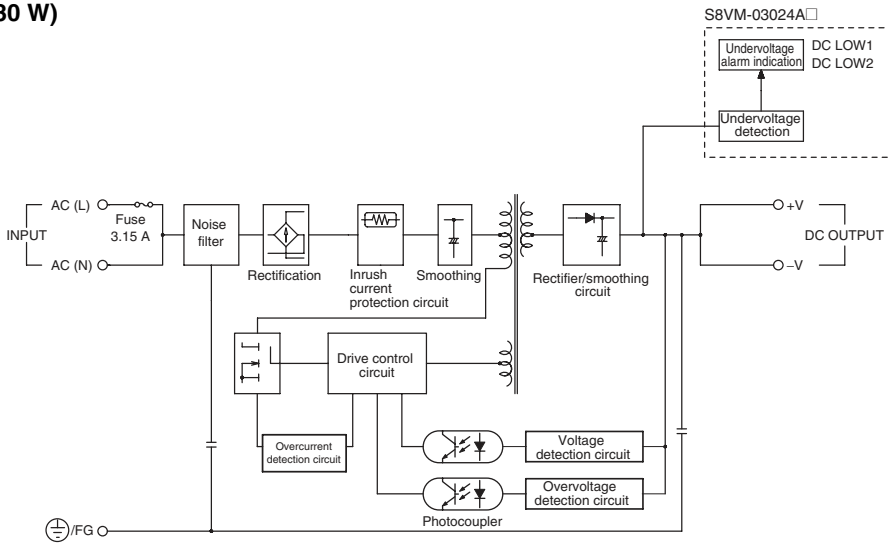 30 W)
S8VM-03024A□
Undervoltage
alarm indication
DC LOW1
DC LOW2
Undervoltage
detection
INPUT
AC (L)
Fuse
3.15 A
AC (N)
Noise
filter
Rectification
Inrush
current
protection circuit
Smoothing
Rectifier/smoothing
circuit
+V
DC OUTPUT
–V
Drive control
circuit
Overcurrent
detection circuit
Voltage
detection circuit
Overvoltage
detection circuit
Photocoupler
/FG